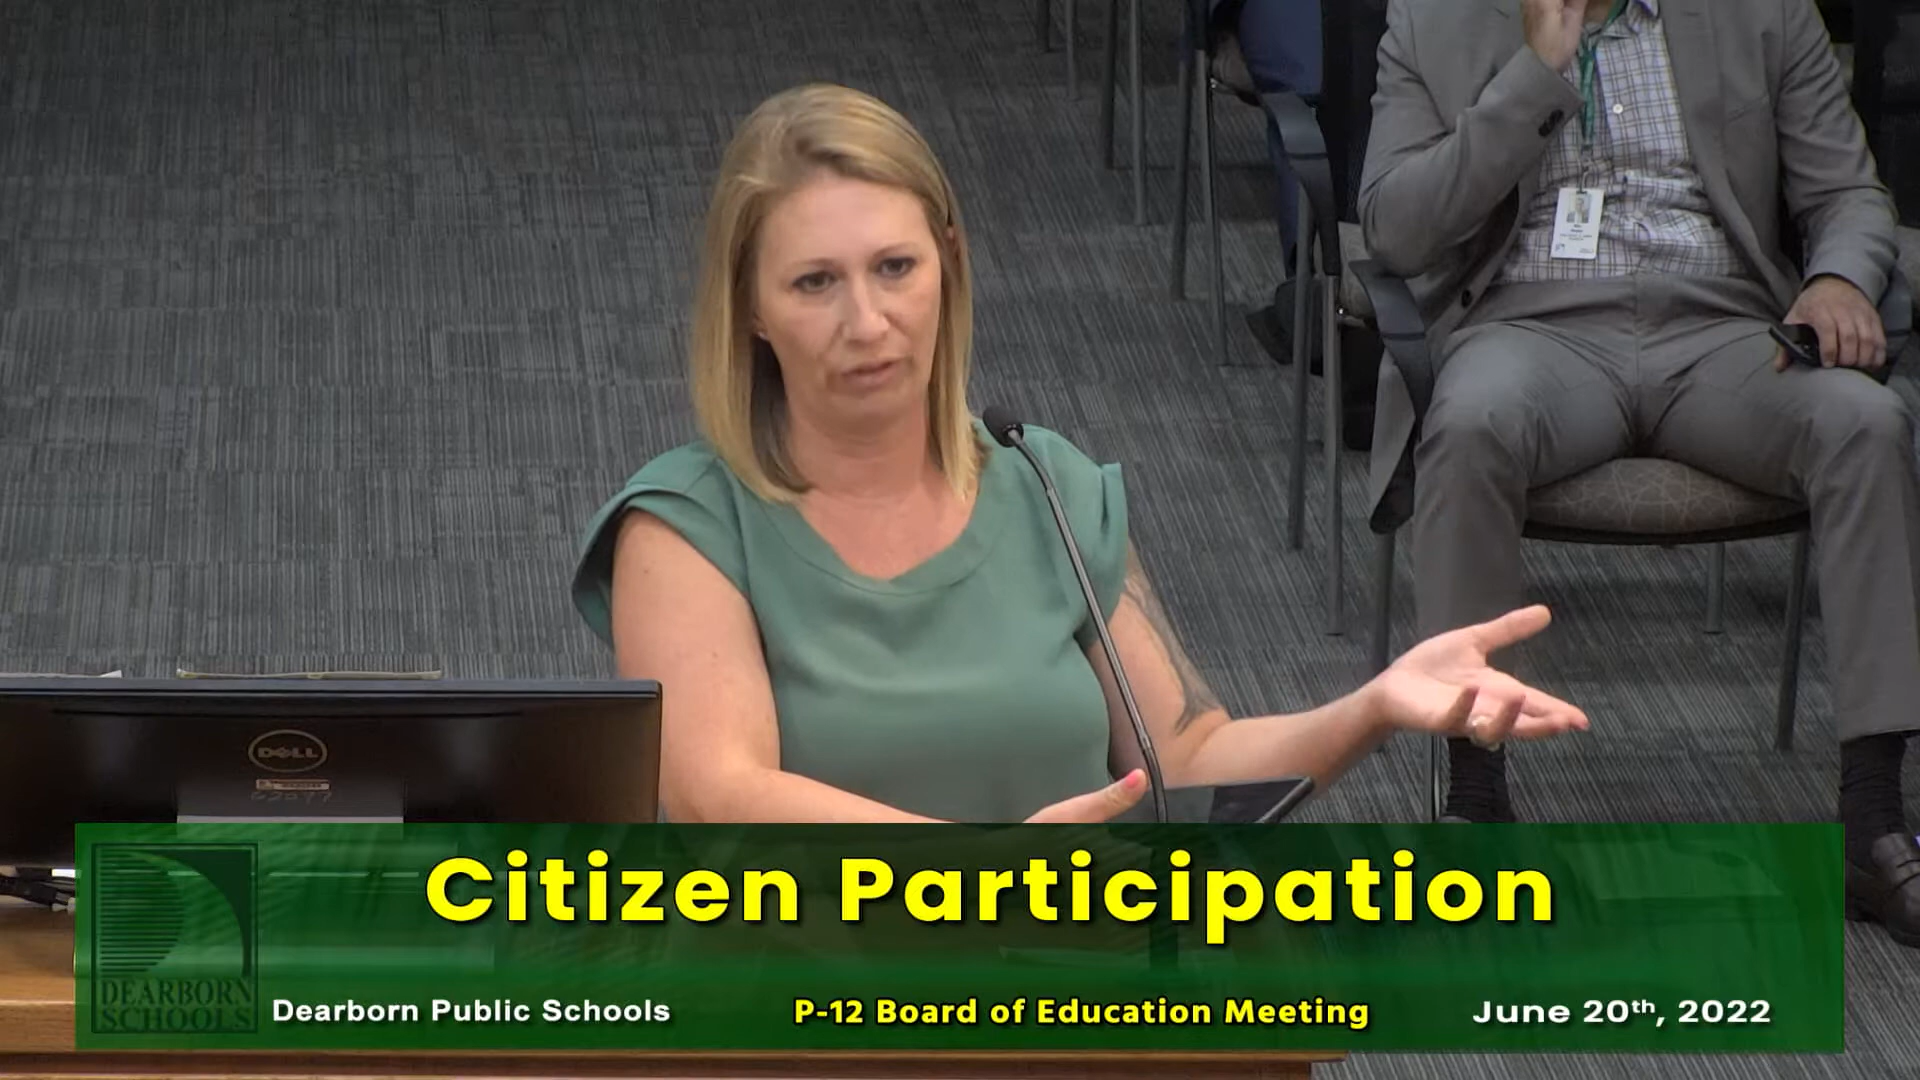 DELL
Citizen Participation
DEARBORN
SCHOOLS
Dearborn Public Schools
P-12 Board of Education Meeting
June 20th, 2022